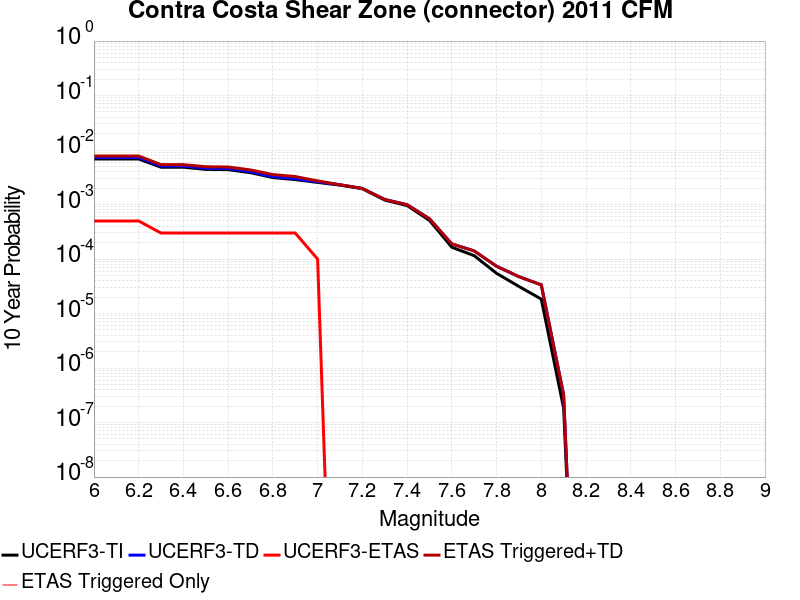 Contra Costa Shear Zone (connector) 2011 CFM
10^0
10^-1
10^-2
10^-3
10^-4
10^-5
10^-6
10^-7
10^-8
10 Year Probability
6 6.2 6.4 6.6 6.8 7 7.2 7.4 7.6 7.8 8 8.2 8.4 8.6 8.8 9
Magnitude
UCERF3-TI UCERF3-TD UCERF3-ETAS ETAS Triggered+TD
ETAS Triggered Only